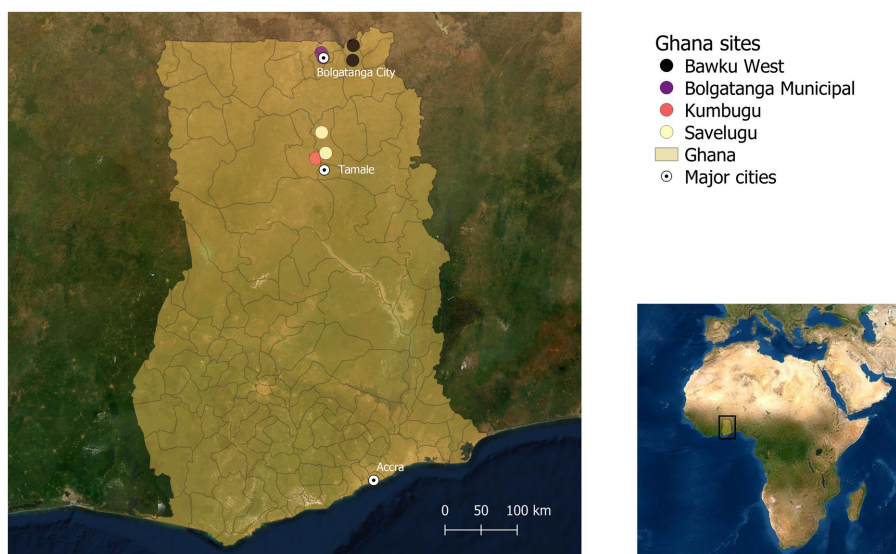 Bolgatanga City
Tamale
Accra
0 50 100 km
Ghana sites
Bawku West
Bolgatanga Municipal
Kumbugu
Savelugu
Ghana
Major cities